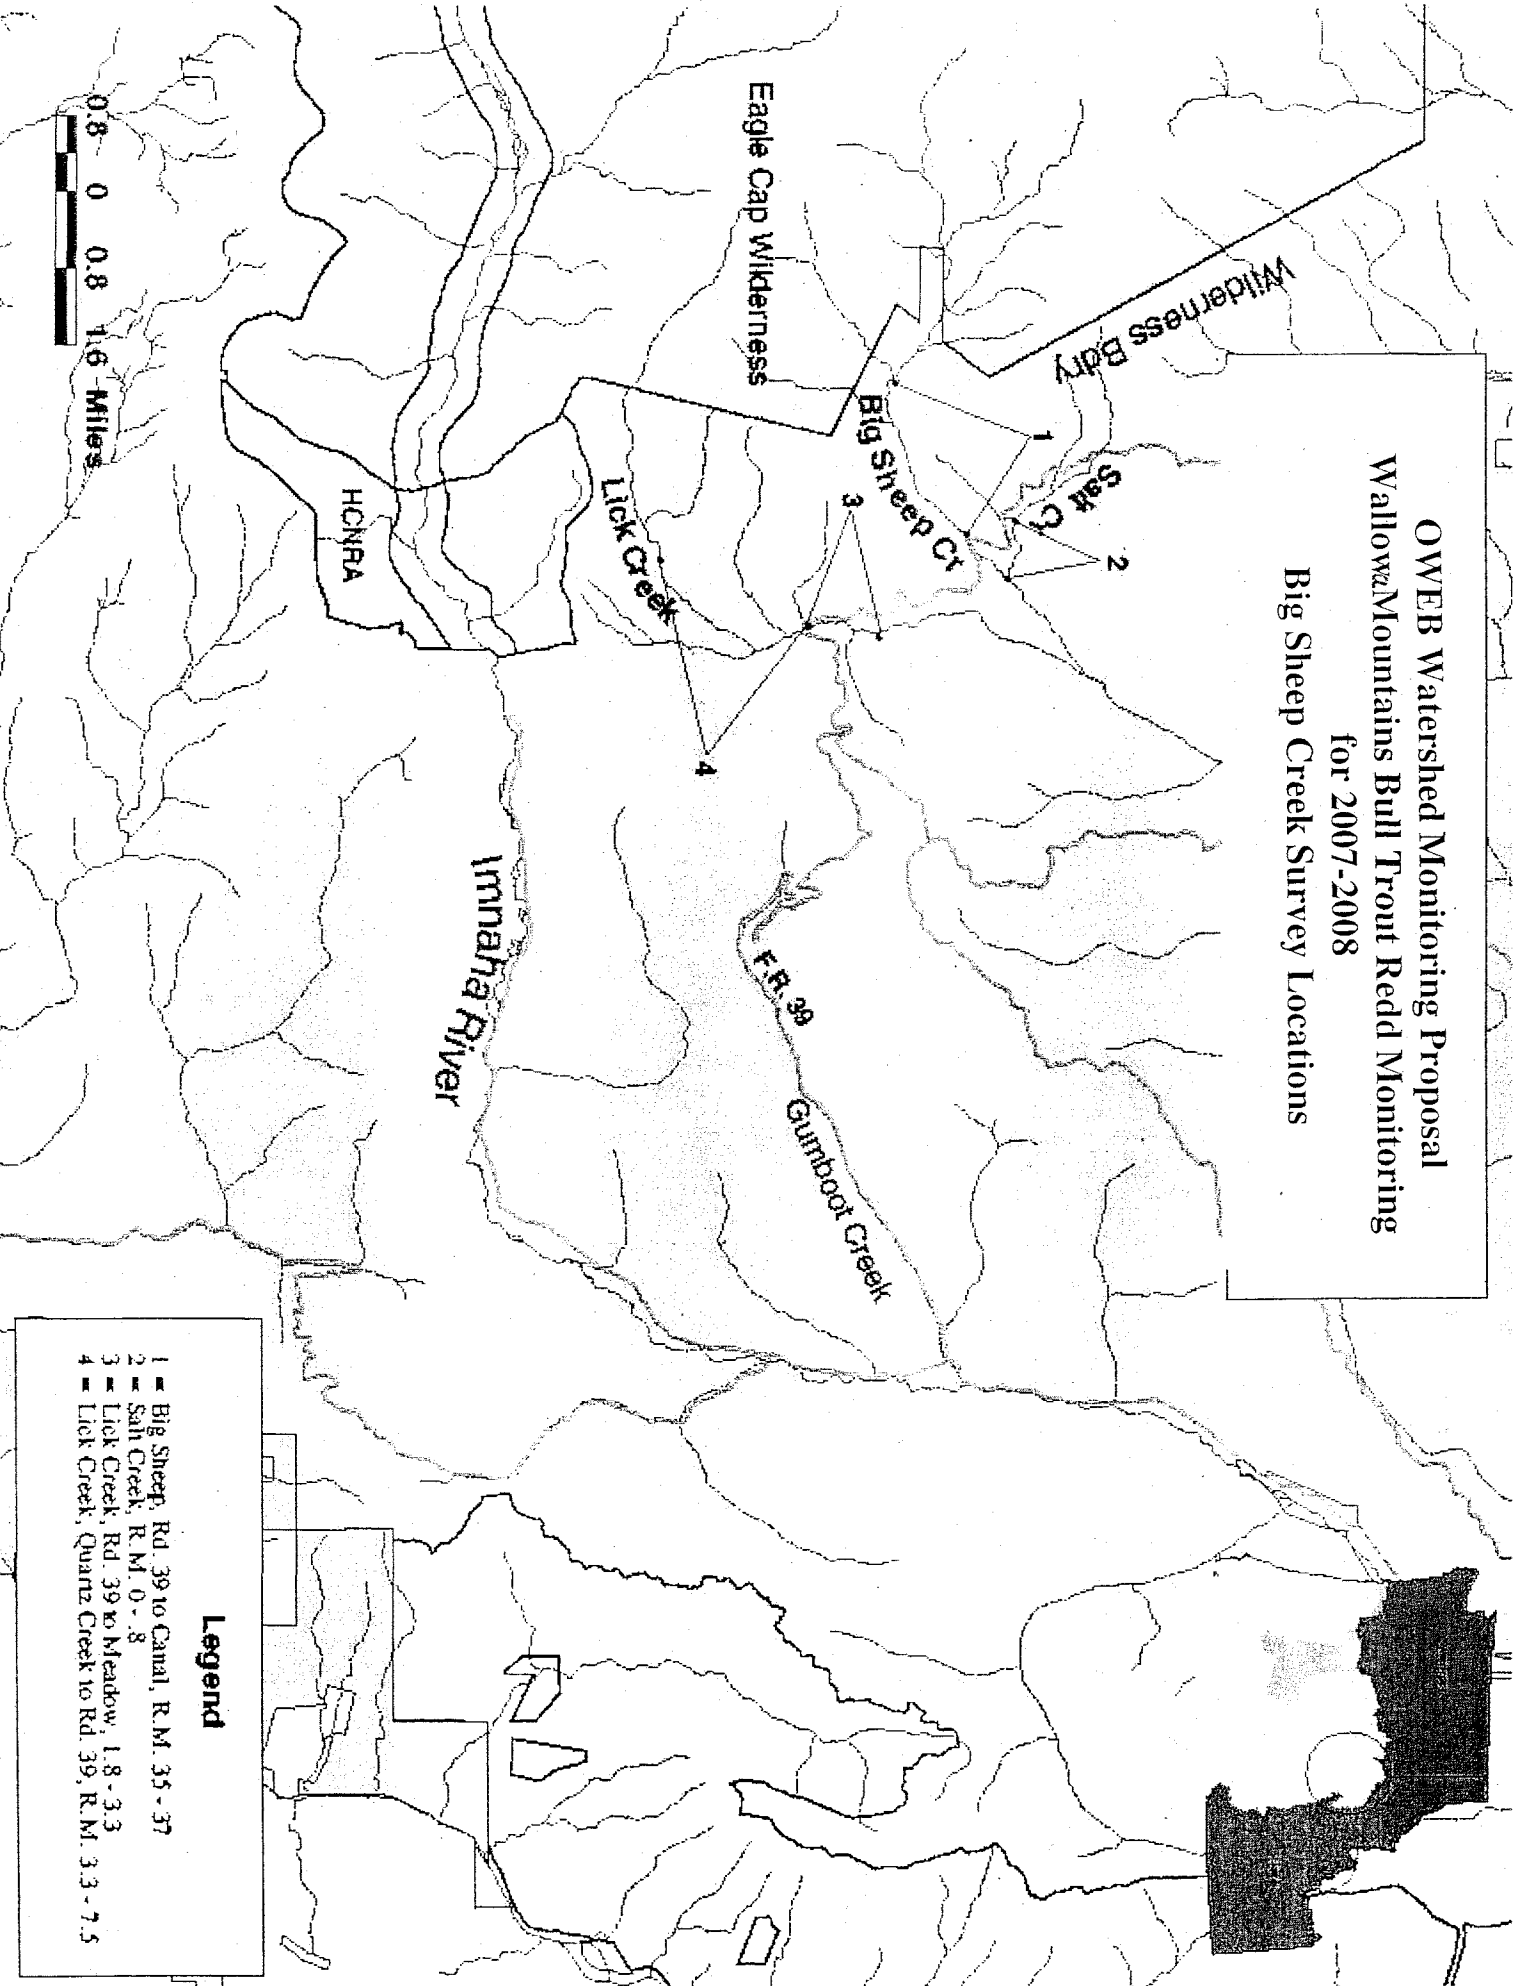 OWEB Watershed Monitoring Proposal
Wallowa Mountains Bull Trout Redd Monitoring
for 2007-2008
Big Sheep Creek Survey Locations
Wilderness Bdry
Eagle Cap Wilderness
1
Salt Cr
2
Big Sheep Cr
3
Lick Creek
4
HCNRA
F.R. 39
Gumboot Creek
Imnaha River
0.8 0 0.8 1.6 Miles
Legend
1 = Big Sheep, Rd. 39 to Canal, R.M. 35 - 37
2 = Salt Creek, R.M. 0 - .8
3 = Lick Creek, Rd. 39 to Meadow, 1.8 - 3.3
4 = Lick Creek, Quartz Creek to Rd. 39, R.M. 3.3 - 7.5